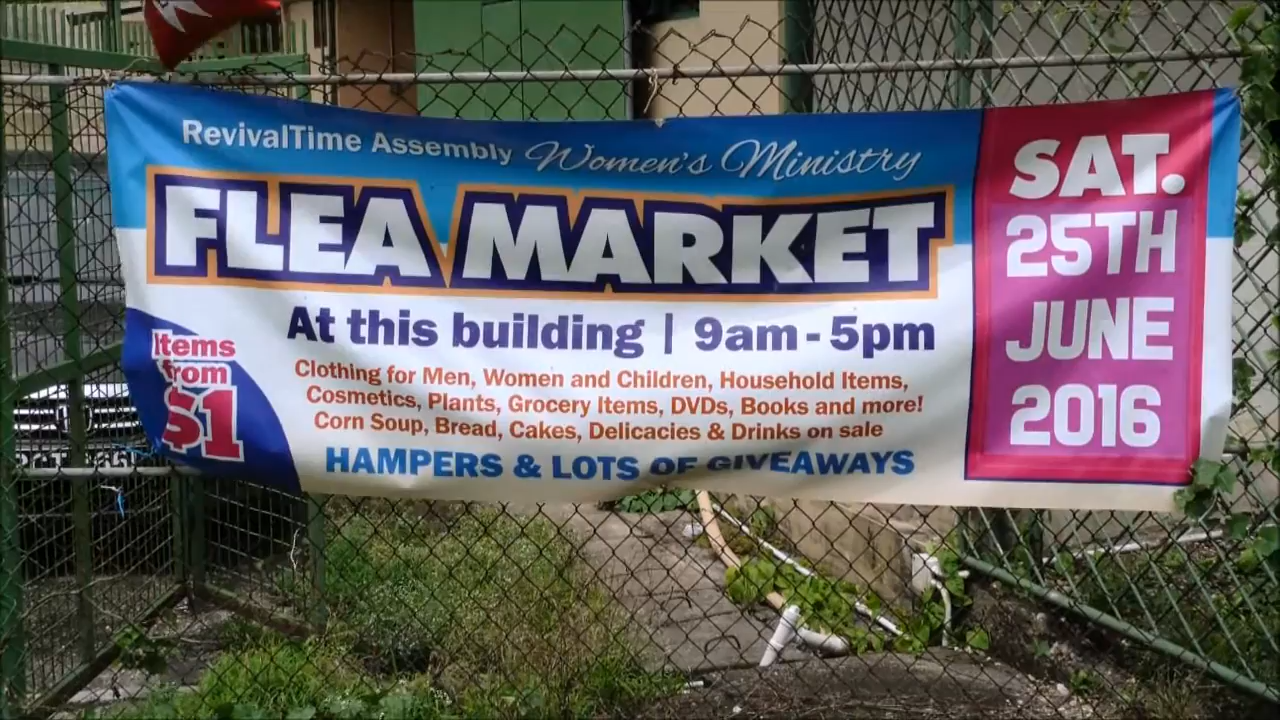 RevivalTime Assembly Women's Ministry
FLEA MARKET
At this building | 9am - 5pm
Items
from
$1
Clothing for Men, Women and Children, Household Items,
Cosmetics, Plants, Grocery Items, DVDs, Books and more!
Corn Soup, Bread, Cakes, Delicacies & Drinks on sale
HAMPERS & LOTS OF GIVEAWAYS
SAT.
25TH
JUNE
2016